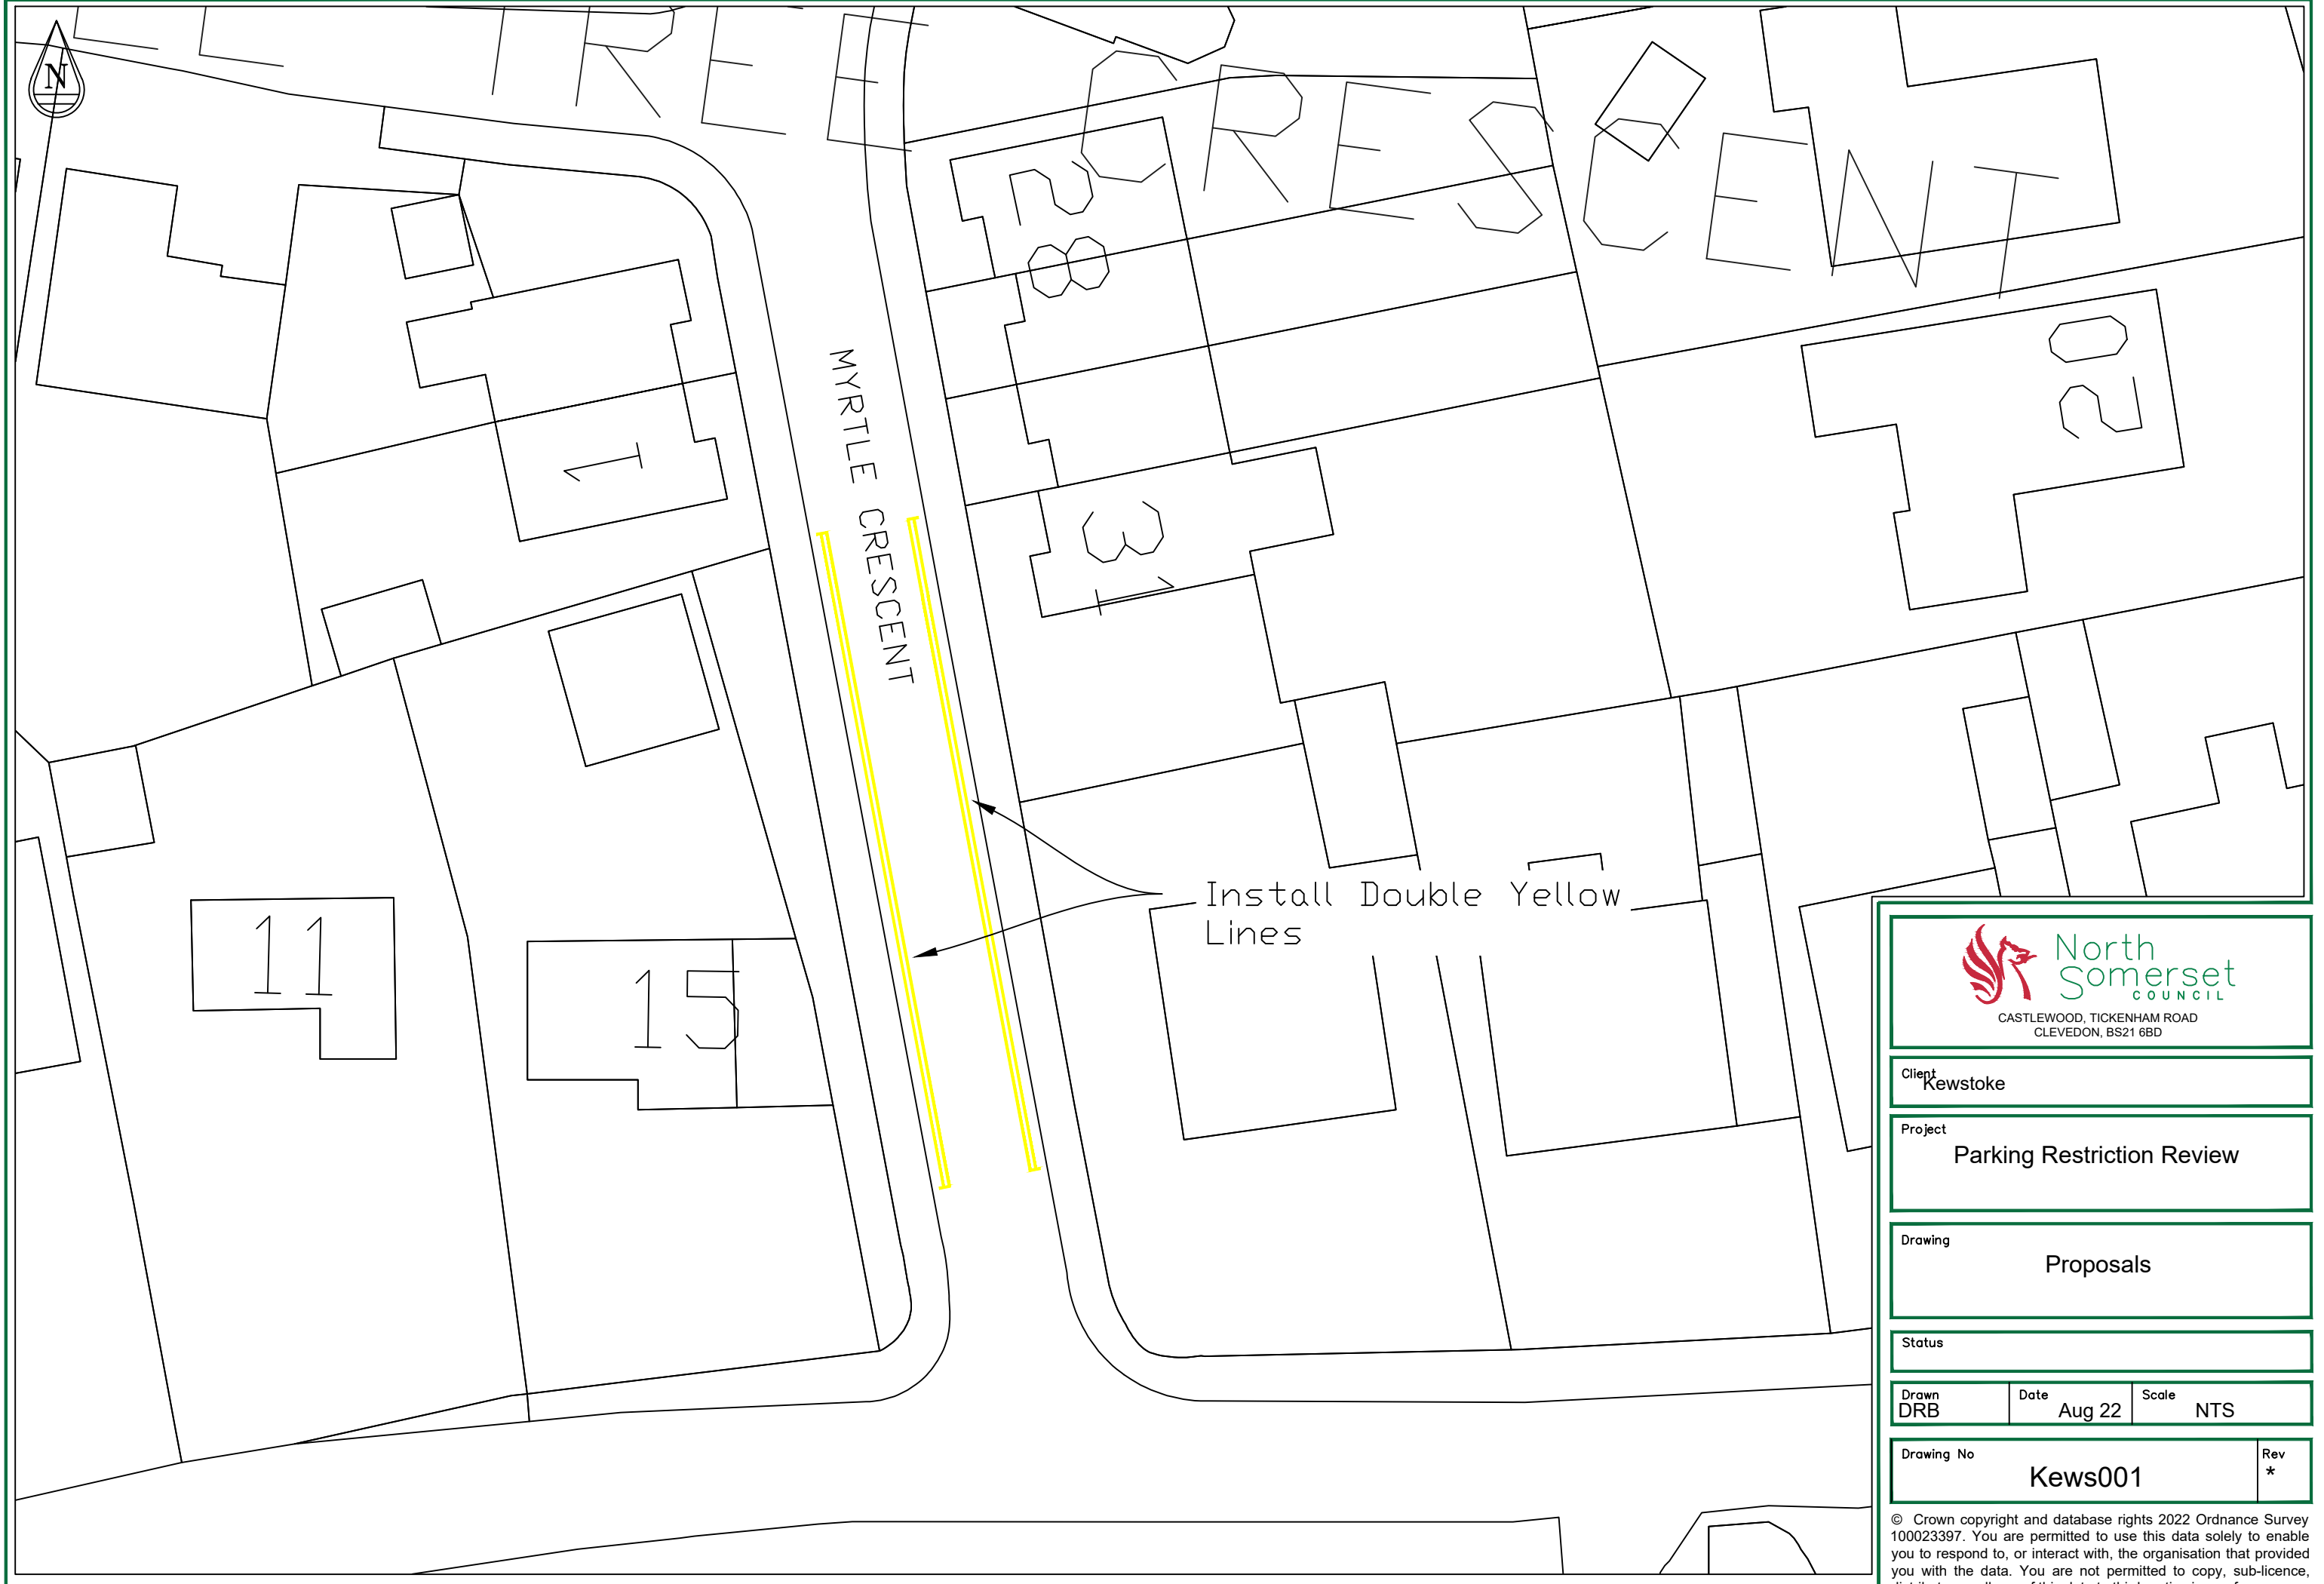 TREE CRESCENT
28
1
MYRTLE CRESCENT
31
20
11
15
Install Double Yellow
Lines
N
North
Somerset
COUNCIL
CASTLEWOOD, TICKENHAM ROAD
CLEVEDON, BS21 6BD
Client
Kewstoke
Project
Parking Restriction Review
Drawing
Proposals
Status
Drawn
DRB
Date
Aug 22
Scale
NTS
Drawing No
Kews001
Rev
*
© Crown copyright and database rights 2022 Ordnance Survey
100023397. You are permitted to use this data solely to enable
you to respond to, or interact with, the organisation that provided
you with the data. You are not permitted to copy, sub-licence,